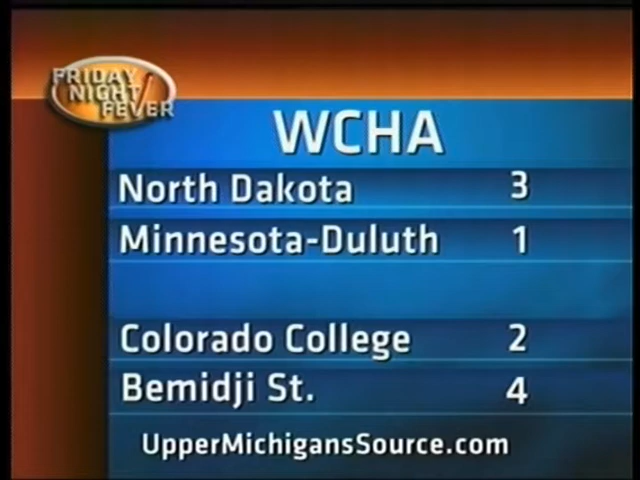 FRIDAY
NIGHT
FEVER
WCHA
North Dakota 3
Minnesota-Duluth 1
Colorado College 2
Bemidji St. 4
UpperMichigansSource.com